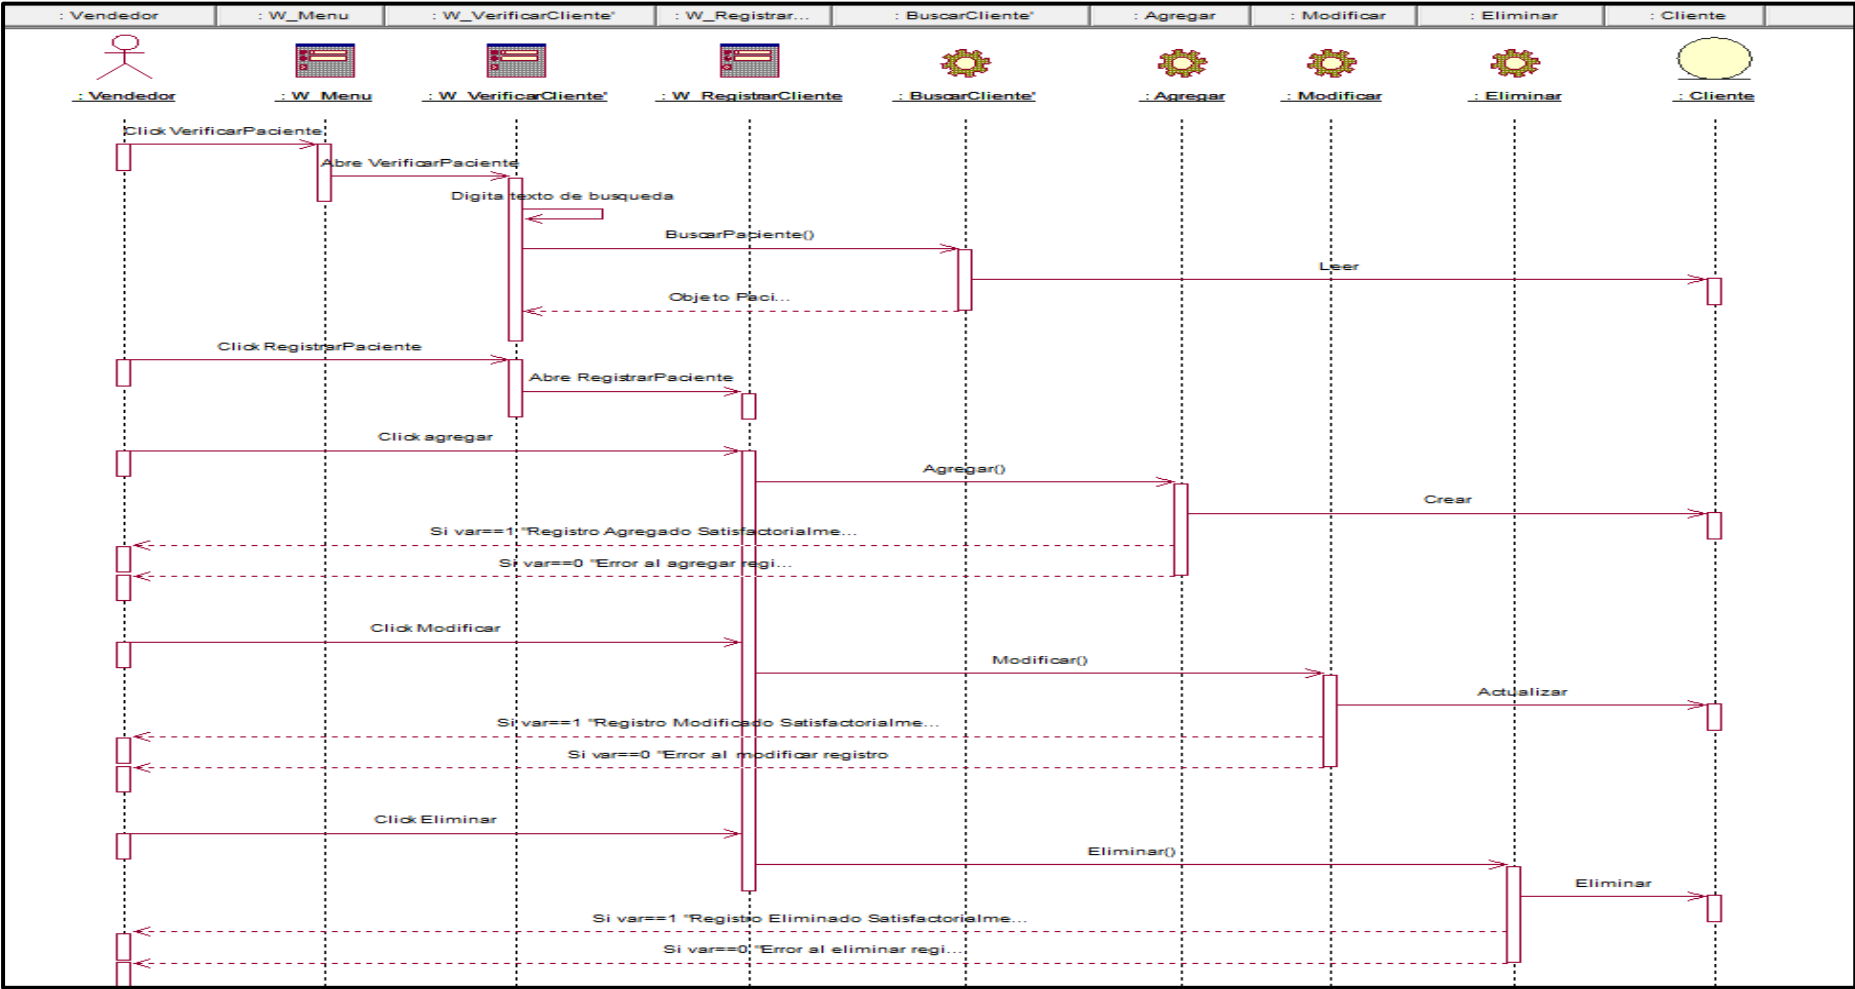 : Vendedor : W_Menu : W_VerificarCliente' : W_Registrar... : BuscarCliente' : Agregar : Modificar : Eliminar : Cliente
: Vendedor : W_Menu : W_VerificarCliente' : W_RegistrarCliente : BuscarCliente' : Agregar : Modificar : Eliminar : Cliente
Click VerificarPaciente
Abre VerificarPaciente
Digita texto de busqueda
BuscarPaciente()
Leer
Objeto Paci...
Click RegistrarPaciente
Abre RegistrarPaciente
Click agregar
Agregar()
Crear
Si var==1 "Registro Agregado Satisfactorialme...
Si var==0 "Error al agregar regi...
Click Modificar
Modificar()
Actualizar
Si var==1 "Registro Modificado Satisfactorialme...
Si var==0 "Error al modificar registro
Click Eliminar
Eliminar()
Eliminar
Si var==1 "Registro Eliminado Satisfactorialme...
Si var==0 "Error al eliminar regi...